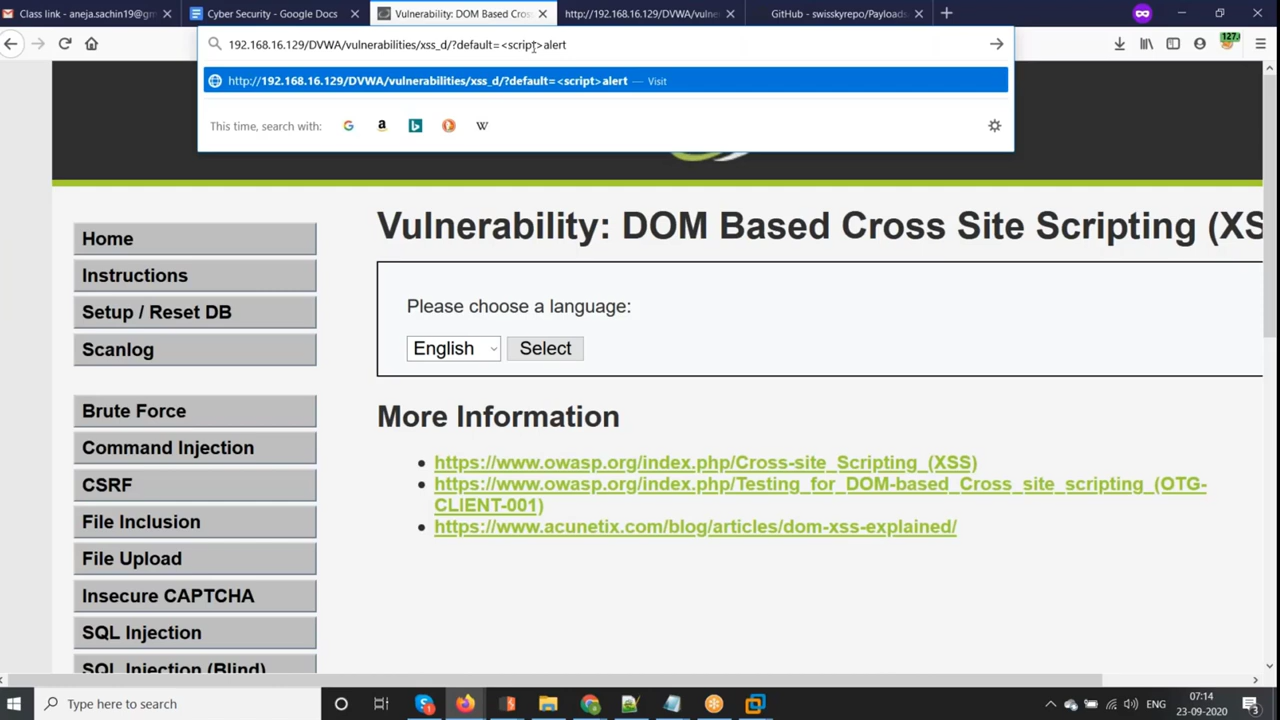 Class link - aneja.sachin19@gm
Cyber Security - Google Docs
Vulnerability: DOM Based Cros
http://192.168.16.129/DVWA/vulne
GitHub - swisskyrepo/Payloads
192.168.16.129/DVWA/vulnerabilities/xss_d/?default=<script>alert
127.
http://192.168.16.129/DVWA/vulnerabilities/xss_d/?default=<script>alert — Visit
This time, search with:
G
a
b
W
Vulnerability: DOM Based Cross Site Scripting (XS
Home
Instructions
Setup / Reset DB
Scanlog
Brute Force
Command Injection
CSRF
File Inclusion
File Upload
Insecure CAPTCHA
SQL Injection
SQL Injection (Blind)
Please choose a language:
English
Select
More Information
https://www.owasp.org/index.php/Cross-site_Scripting_(XSS)
https://www.owasp.org/index.php/Testing_for_DOM-based_Cross_site_scripting_(OTG-
CLIENT-001)
https://www.acunetix.com/blog/articles/dom-xss-explained/
Type here to search
S
ENG
07:14
23-09-2020
3